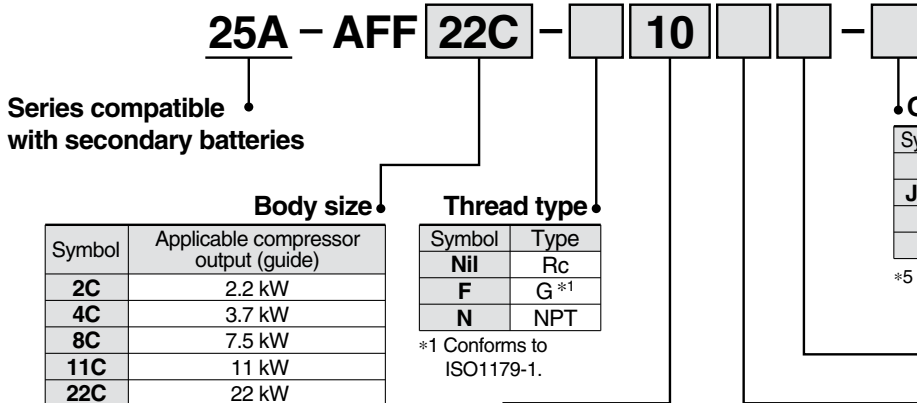 25A – AFF 22C – 10 –
Series compatible
with secondary batteries
Body size
Symbol Applicable compressor
output (guide)
2C 2.2 kW
4C 3.7 kW
8C 7.5 kW
11C 11 kW
22C 22 kW
Thread type
Symbol Type
Nil Rc
F G *1
N NPT
*1 Conforms to
ISO1179-1.
J
*5